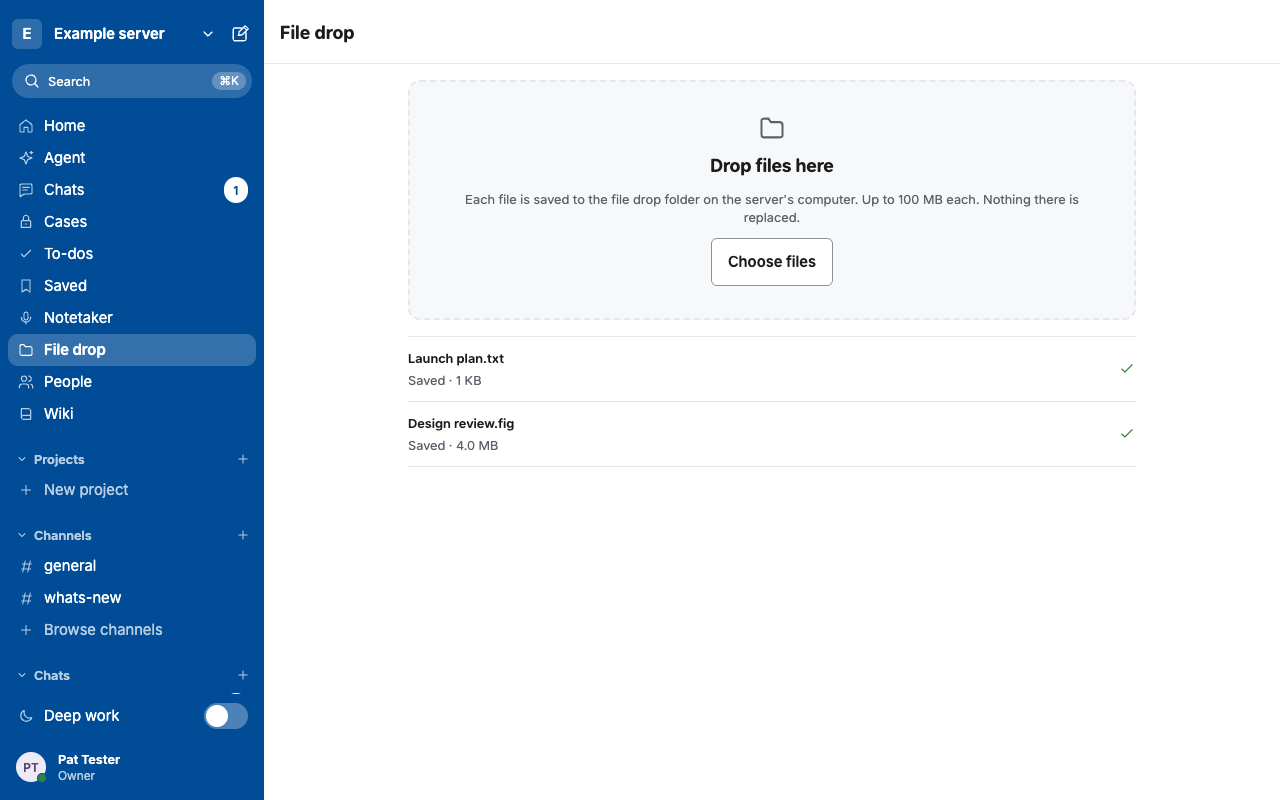 E Example server
Search ⌘K
Home
Agent
Chats 1
Cases
To-dos
Saved
Notetaker
File drop
People
Wiki
Projects
New project
Channels
general
whats-new
Browse channels
Chats
Deep work
PT Pat Tester
Owner
File drop
Drop files here
Each file is saved to the file drop folder on the server's computer. Up to 100 MB each. Nothing there is
replaced.
Choose files
Launch plan.txt
Saved · 1 KB
Design review.fig
Saved · 4.0 MB